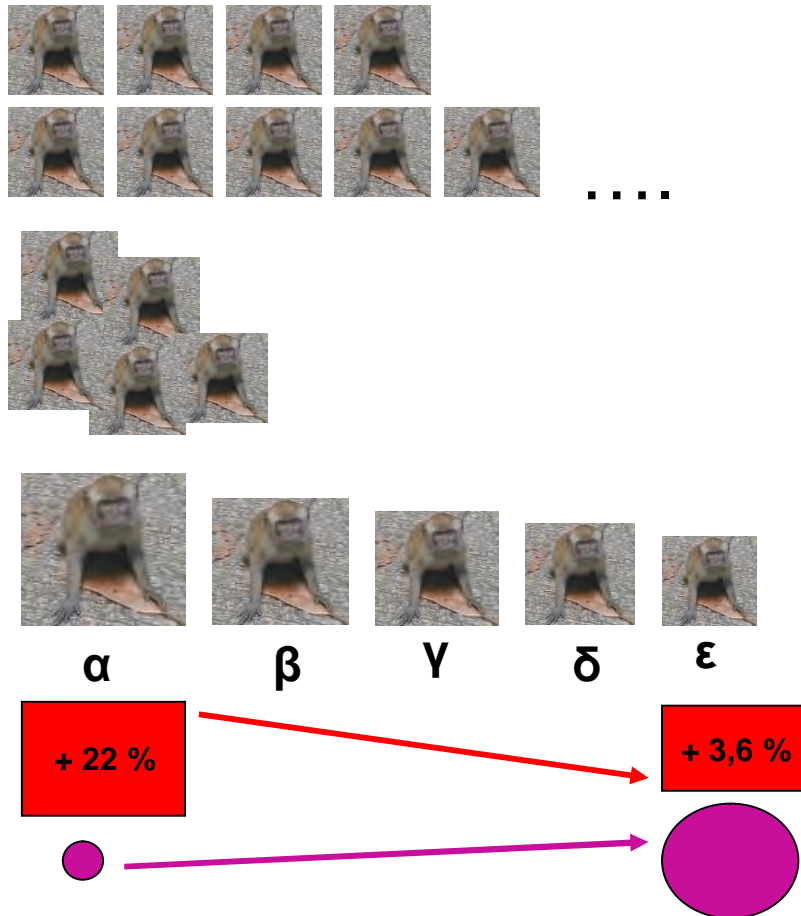 . . . .
α β γ δ ε
+ 22 % + 3,6 %